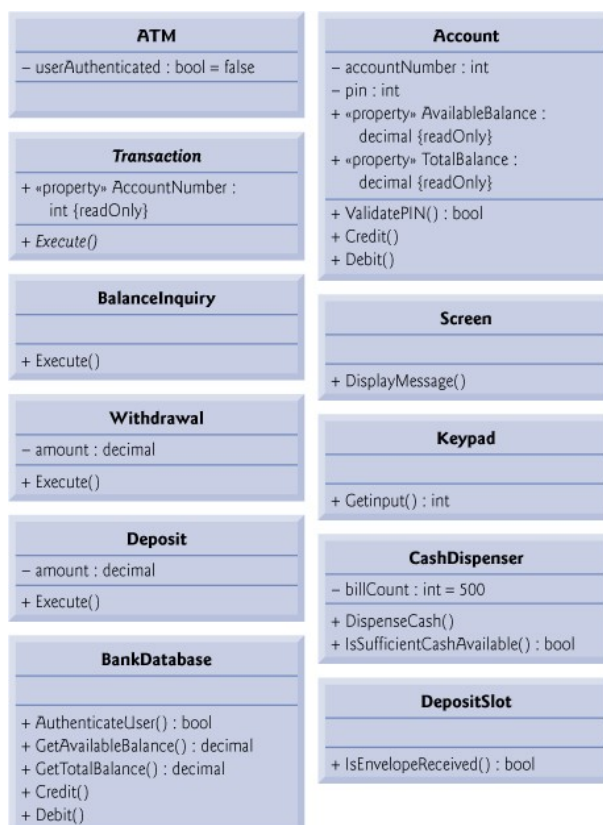 ATM
– userAuthenticated : bool = false
Transaction
+ «property» AccountNumber :
int {readOnly}
+ Execute()
BalanceInquiry
+ Execute()
Withdrawal
– amount : decimal
+ Execute()
Deposit
– amount : decimal
+ Execute()
BankDatabase
+ AuthenticateUser() : bool
+ GetAvailableBalance() : decimal
+ GetTotalBalance() : decimal
+ Credit()
+ Debit()
Account
– accountNumber : int
– pin : int
+ «property» AvailableBalance :
decimal {readOnly}
+ «property» TotalBalance :
decimal {readOnly}
+ ValidatePIN() : bool
+ Credit()
+ Debit()
Screen
+ DisplayMessage()
Keypad
+ Getinput() : int
CashDispenser
– billCount : int = 500
+ DispenseCash()
+ IsSufficientCashAvailable() : bool
DepositSlot
+ IsEnvelopeReceived() : bool